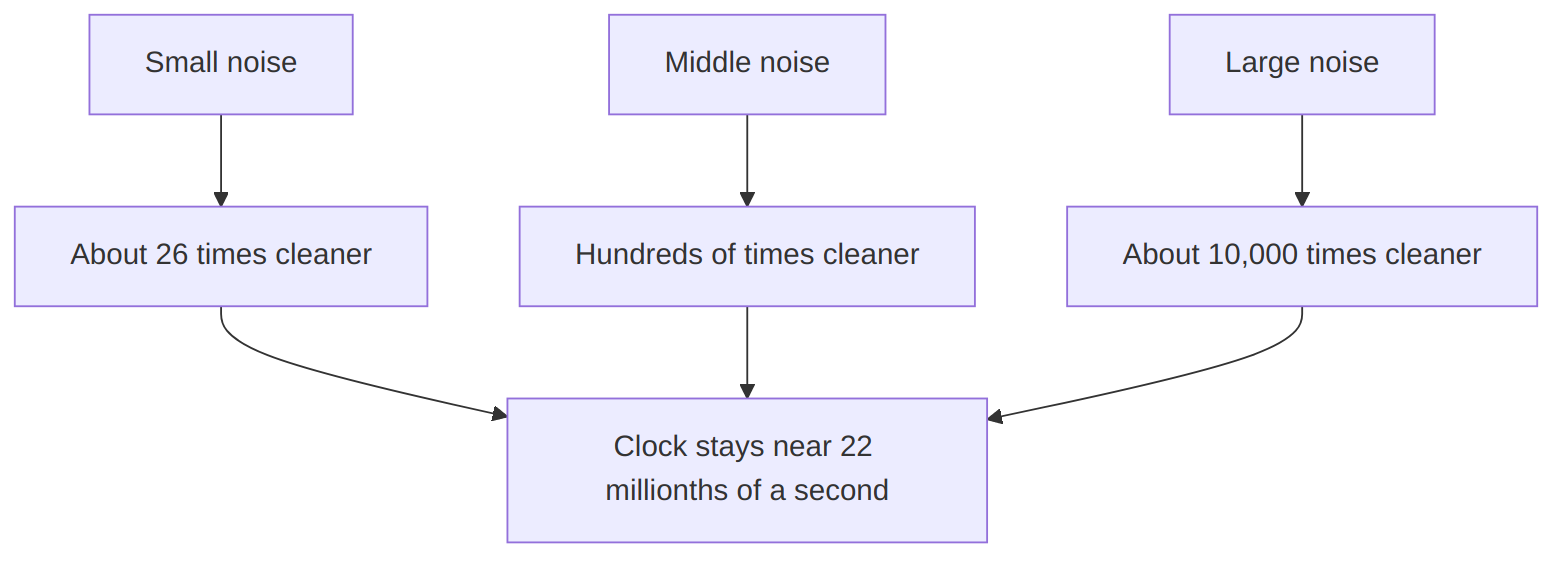 Small noise
Middle noise
Large noise
About 26 times cleaner
Hundreds of times cleaner
About 10,000 times cleaner
Clock stays near 22
millionths of a second